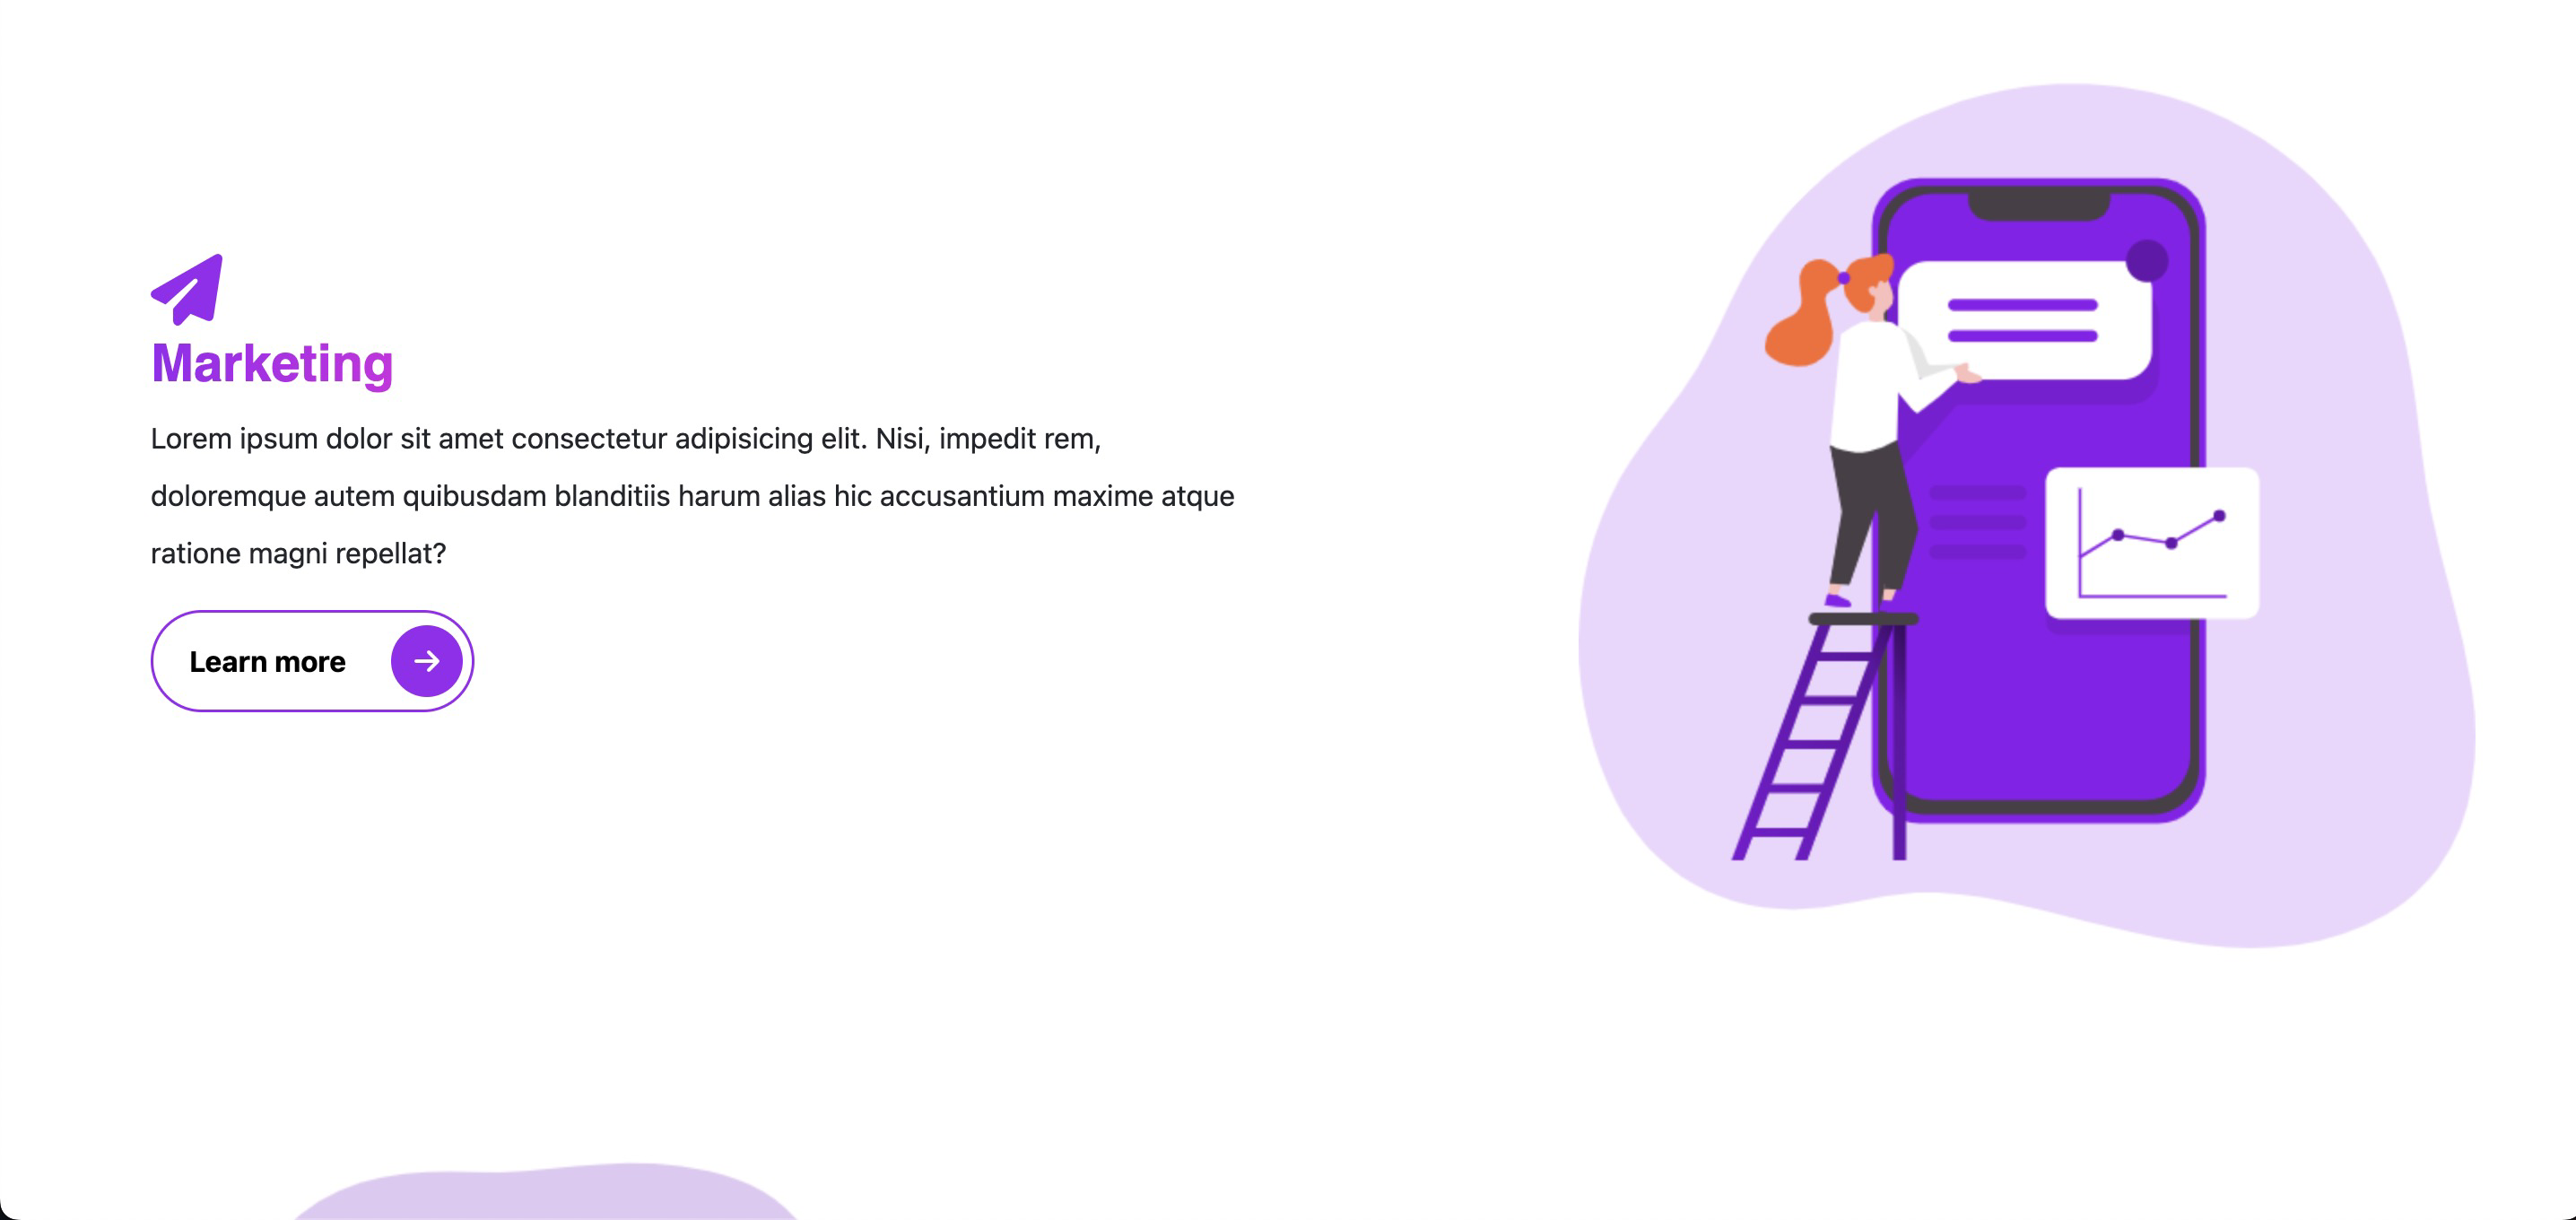 Marketing
Lorem ipsum dolor sit amet consectetur adipisicing elit. Nisi, impedit rem,
doloremque autem quibusdam blanditiis harum alias hic accusantium maxime atque
ratione magni repellat?
Learn more